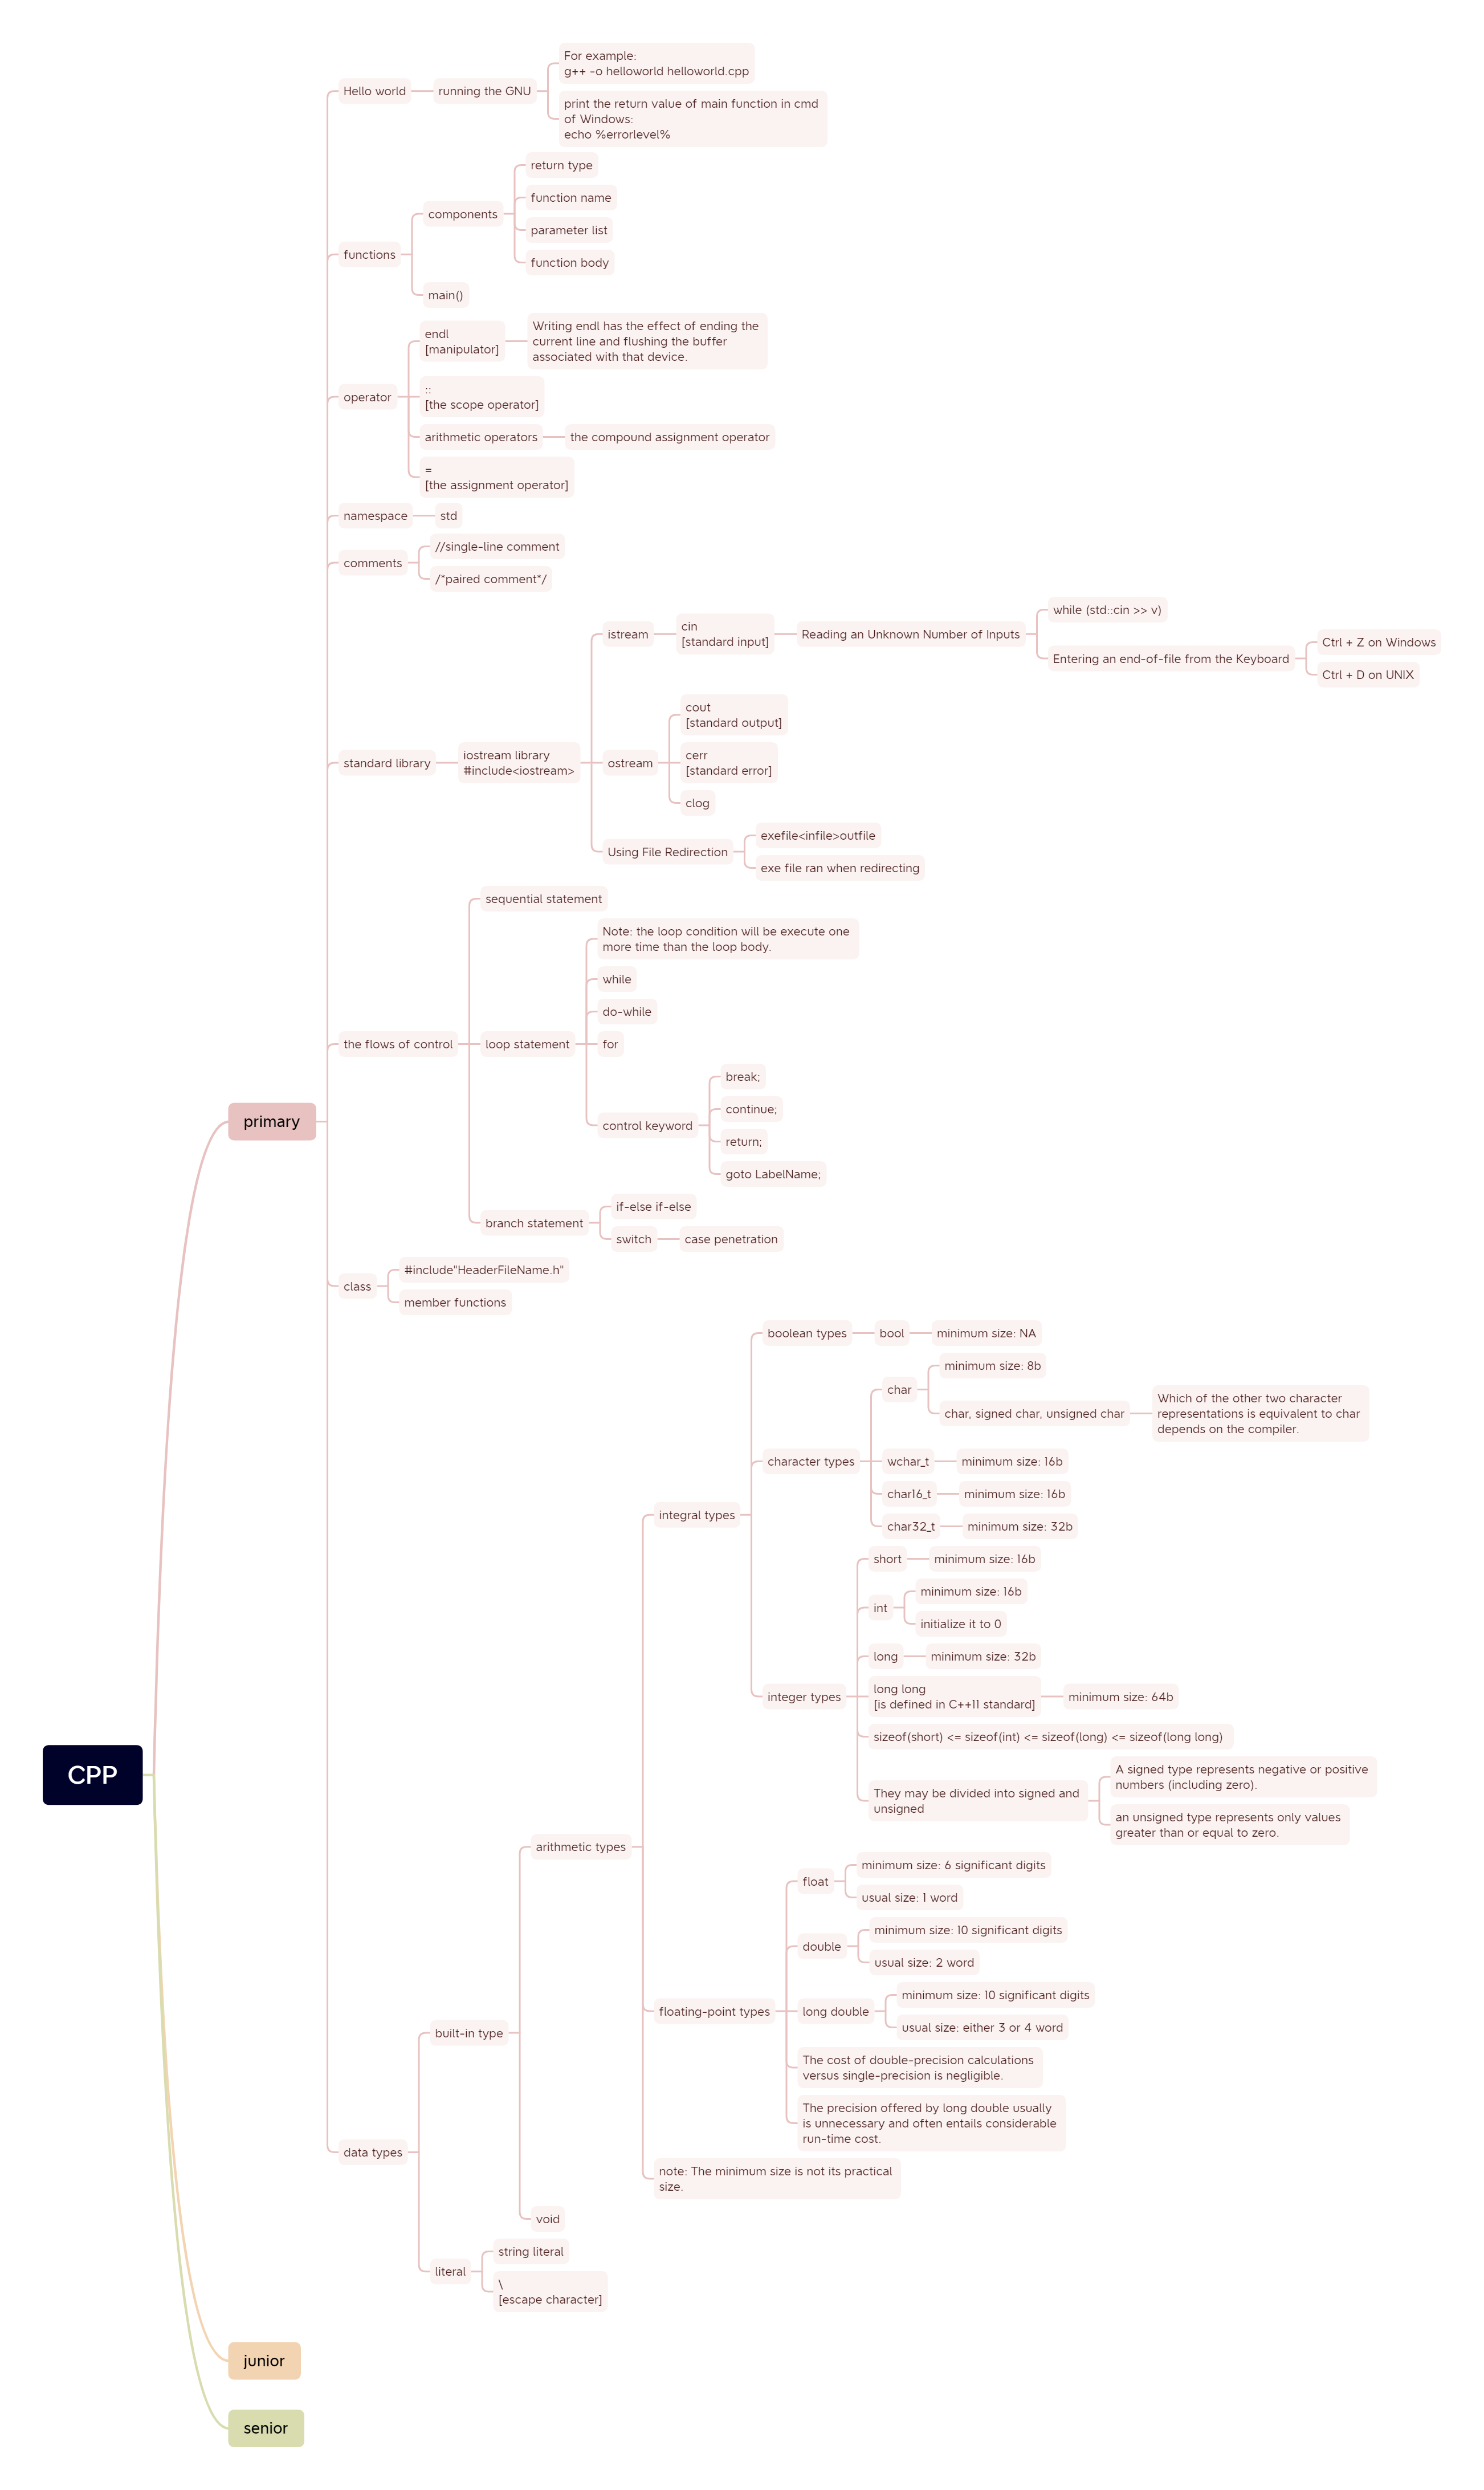 CPP
primary
Hello world
running the GNU
For example:
g++ -o helloworld helloworld.cpp
print the return value of main function in cmd
of Windows:
echo %errorlevel%
functions
components
return type
function name
parameter list
function body
main()
operator
endl
[manipulator]
Writing endl has the effect of ending the
current line and flushing the buffer
associated with that device.
::
[the scope operator]
arithmetic operators
the compound assignment operator
=
[the assignment operator]
namespace
std
comments
//single-line comment
/*paired comment*/
standard library
iostream library
#include<iostream>
istream
cin
[standard input]
Reading an Unknown Number of Inputs
while (std::cin >> v)
Entering an end-of-file from the Keyboard
Ctrl + Z on Windows
Ctrl + D on UNIX
ostream
cout
[standard output]
cerr
[standard error]
clog
Using File Redirection
exefile<infile>outfile
exe file ran when redirecting
the flows of control
sequential statement
loop statement
Note: the loop condition will be execute one
more time than the loop body.
while
do-while
for
control keyword
break;
continue;
return;
goto LabelName;
branch statement
if-else if-else
switch
case penetration
class
#include"HeaderFileName.h"
member functions
data types
built-in type
arithmetic types
integral types
boolean types
bool
minimum size: NA
character types
char
minimum size: 8b
char, signed char, unsigned char
Which of the other two character
representations is equivalent to char
depends on the compiler.
wchar_t
minimum size: 16b
char16_t
minimum size: 16b
char32_t
minimum size: 32b
integer types
short
minimum size: 16b
int
minimum size: 16b
initialize it to 0
long
minimum size: 32b
long long
[is defined in C++11 standard]
minimum size: 64b
sizeof(short) <= sizeof(int) <= sizeof(long) <= sizeof(long long)
They may be divided into signed and
unsigned
A signed type represents negative or positive
numbers (including zero).
an unsigned type represents only values
greater than or equal to zero.
floating-point types
float
minimum size: 6 significant digits
usual size: 1 word
double
minimum size: 10 significant digits
usual size: 2 word
long double
minimum size: 10 significant digits
usual size: either 3 or 4 word
The cost of double-precision calculations
versus single-precision is negligible.
The precision offered by long double usually
is unnecessary and often entails considerable
run-time cost.
note: The minimum size is not its practical
size.
void
literal
string literal
\
[escape character]
junior
senior